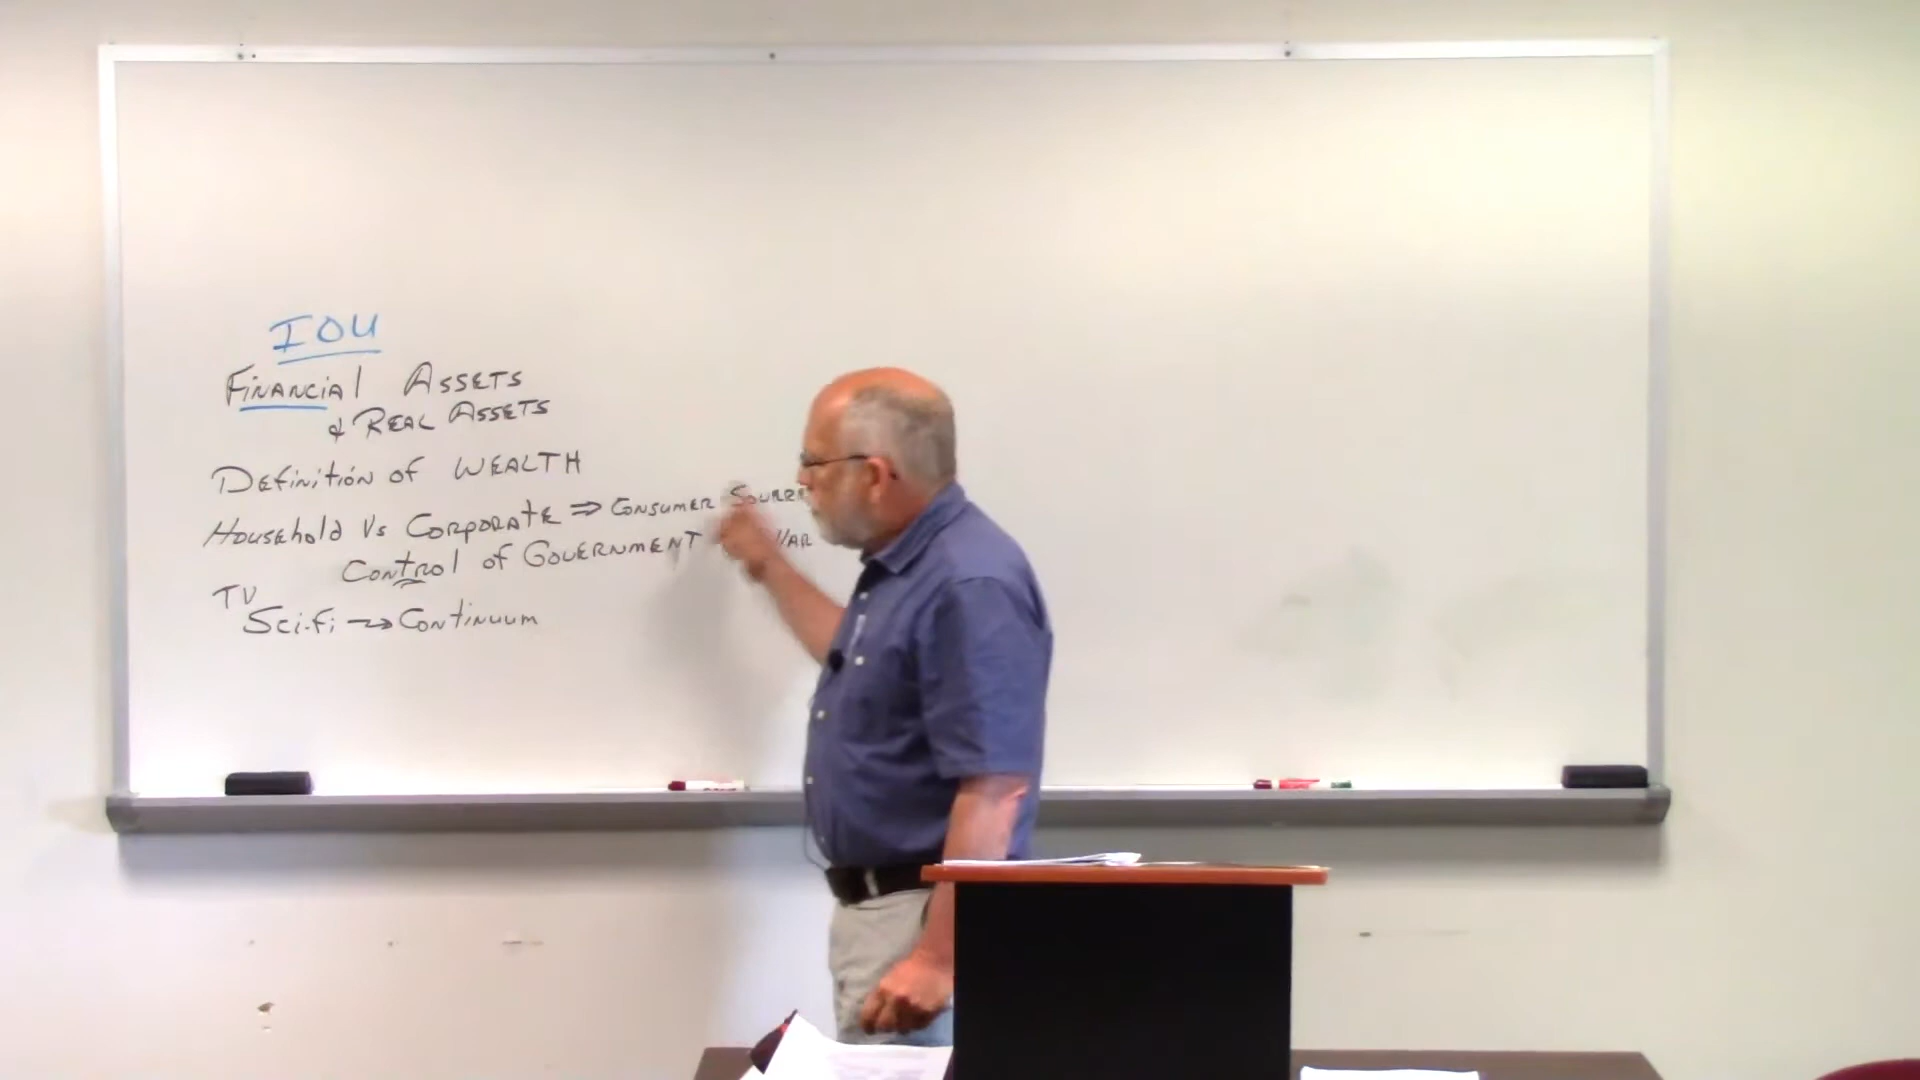 IOU
Financial Assets
& Real Assets
Definition of WEALTH
Household Vs Corporate ⇒ Consumer
Control of Government
TV
Sci-Fi → Continuum